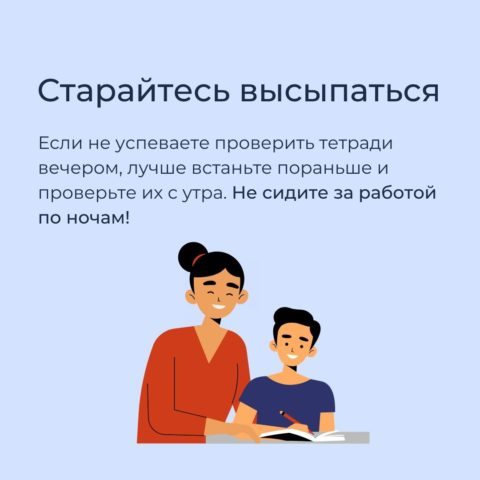 Старайтесь высыпаться
Если не успеваете проверить тетради
вечером, лучше встаньте пораньше и
проверьте их с утра. Не сидите за работой
по ночам!